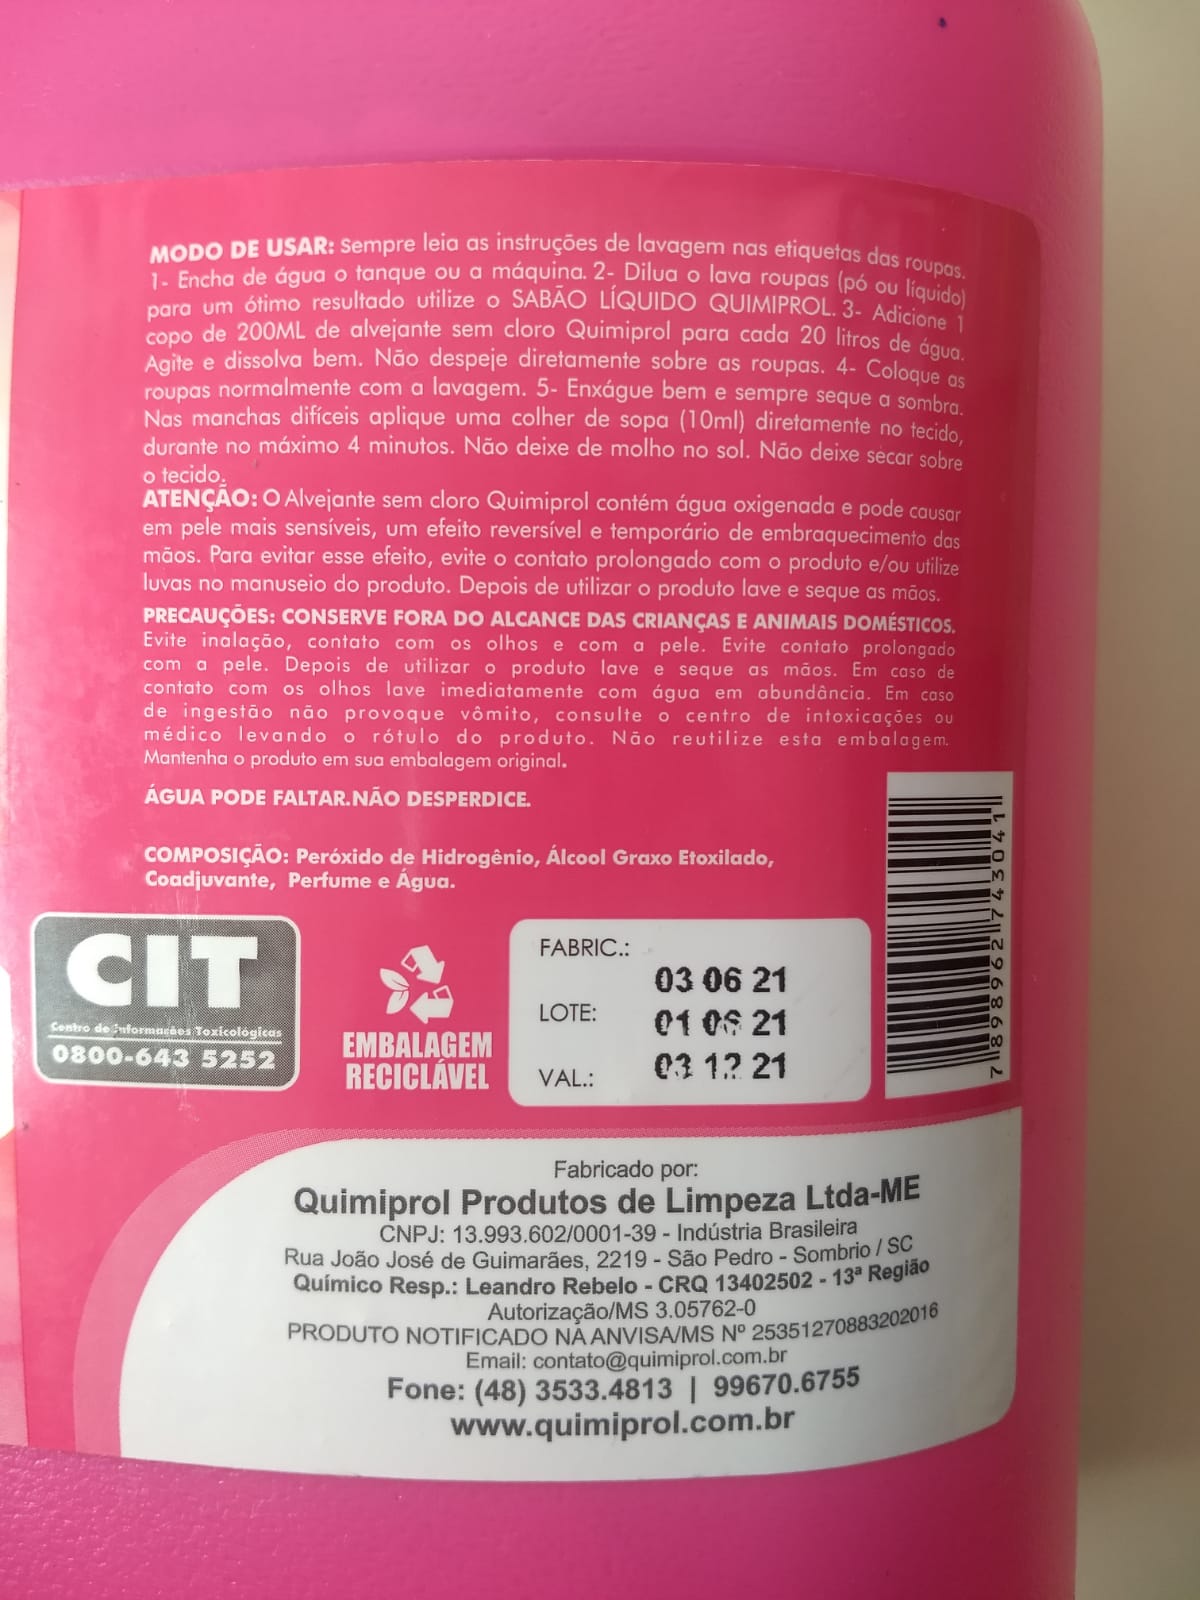 MODO DE USAR: Sempre leia as instruções de lavagem nas etiquetas das roupas.
1- Encha de água o tanque ou a máquina. 2- Dilua o lava roupas (pó ou líquido)
para um ótimo resultado utilize o SABÃO LÍQUIDO QUIMIPROL. 3- Adicione 1
copo de 200ML de alvejante sem cloro Quimiprol para cada 20 litros de água.
Agite e dissolva bem. Não despeje diretamente sobre as roupas. 4- Coloque as
roupas normalmente com a lavagem. 5- Enxágue bem e sempre seque a sombra.
Nas manchas difíceis aplique uma colher de sopa (10ml) diretamente no tecido,
durante no máximo 4 minutos. Não deixe de molho no sol. Não deixe secar sobre
o tecido.
ATENÇÃO: O Alvejante sem cloro Quimiprol contém água oxigenada e pode causar
em pele mais sensíveis, um efeito reversível e temporário de embraquecimento das
mãos. Para evitar esse efeito, evite o contato prolongado com o produto e/ou utilize
luvas no manuseio do produto. Depois de utilizar o produto lave e seque as mãos.
PRECAUÇÕES: CONSERVE FORA DO ALCANCE DAS CRIANÇAS E ANIMAIS DOMÉSTICOS.
Evite inalação, contato com os olhos e com a pele. Evite contato prolongado
com a pele. Depois de utilizar o produto lave e seque as mãos. Em caso de
contato com os olhos lave imediatamente com água em abundância. Em caso
de ingestão não provoque vômito, consulte o centro de intoxicações ou
médico levando o rótulo do produto. Não reutilize esta embalagem.
Mantenha o produto em sua embalagem original.
ÁGUA PODE FALTAR.NÃO DESPERDICE.
COMPOSIÇÃO: Peróxido de Hidrogênio, Álcool Graxo Etoxilado,
Coadjuvante, Perfume e Água.
CIT
Centro de Informações Toxicológicas
0800-643 5252
EMBALAGEM
RECICLÁVEL
FABRIC.: 03 06 21
LOTE: 01 06 21
VAL.: 03 12 21
7 898962 743041
Fabricado por:
Quimiprol Produtos de Limpeza Ltda-ME
CNPJ: 13.993.602/0001-39 - Indústria Brasileira
Rua João José de Guimarães, 2219 - São Pedro - Sombrio / SC
Químico Resp.: Leandro Rebelo - CRQ 13402502 - 13ª Região
Autorização/MS 3.05762-0
PRODUTO NOTIFICADO NA ANVISA/MS Nº 25351270883202016
Email: contato@quimiprol.com.br
Fone: (48) 3533.4813 | 99670.6755
www.quimiprol.com.br